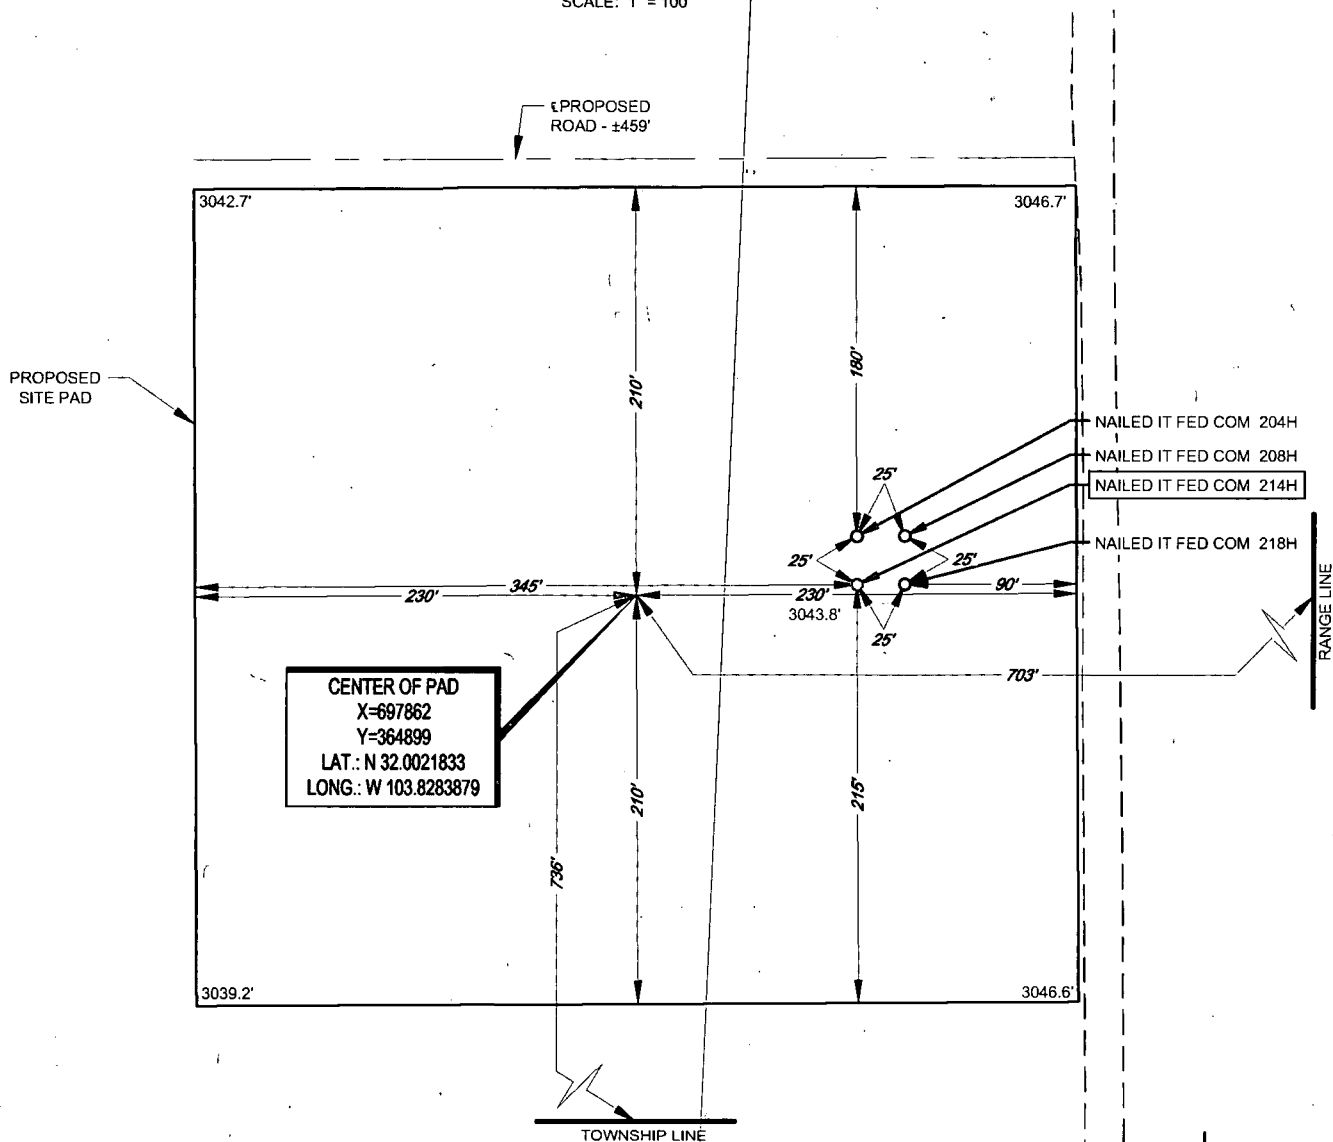 SCALE: 1" = 100'
℄ PROPOSED
ROAD - ±459'
3042.7'
3046.7'
PROPOSED
SITE PAD
210'
180'
NAILED IT FED COM 204H
NAILED IT FED COM 208H
NAILED IT FED COM 214H
NAILED IT FED COM 218H
25'
25'
25'
25'
345'
90'
230'
230'
3043.8'
RANGE LINE
703'
CENTER OF PAD
X=697862
Y=364899
LAT.: N 32.0021833
LONG.: W 103.8283879
210'
215'
736'
3039.2'
3046.6'
TOWNSHIP LINE